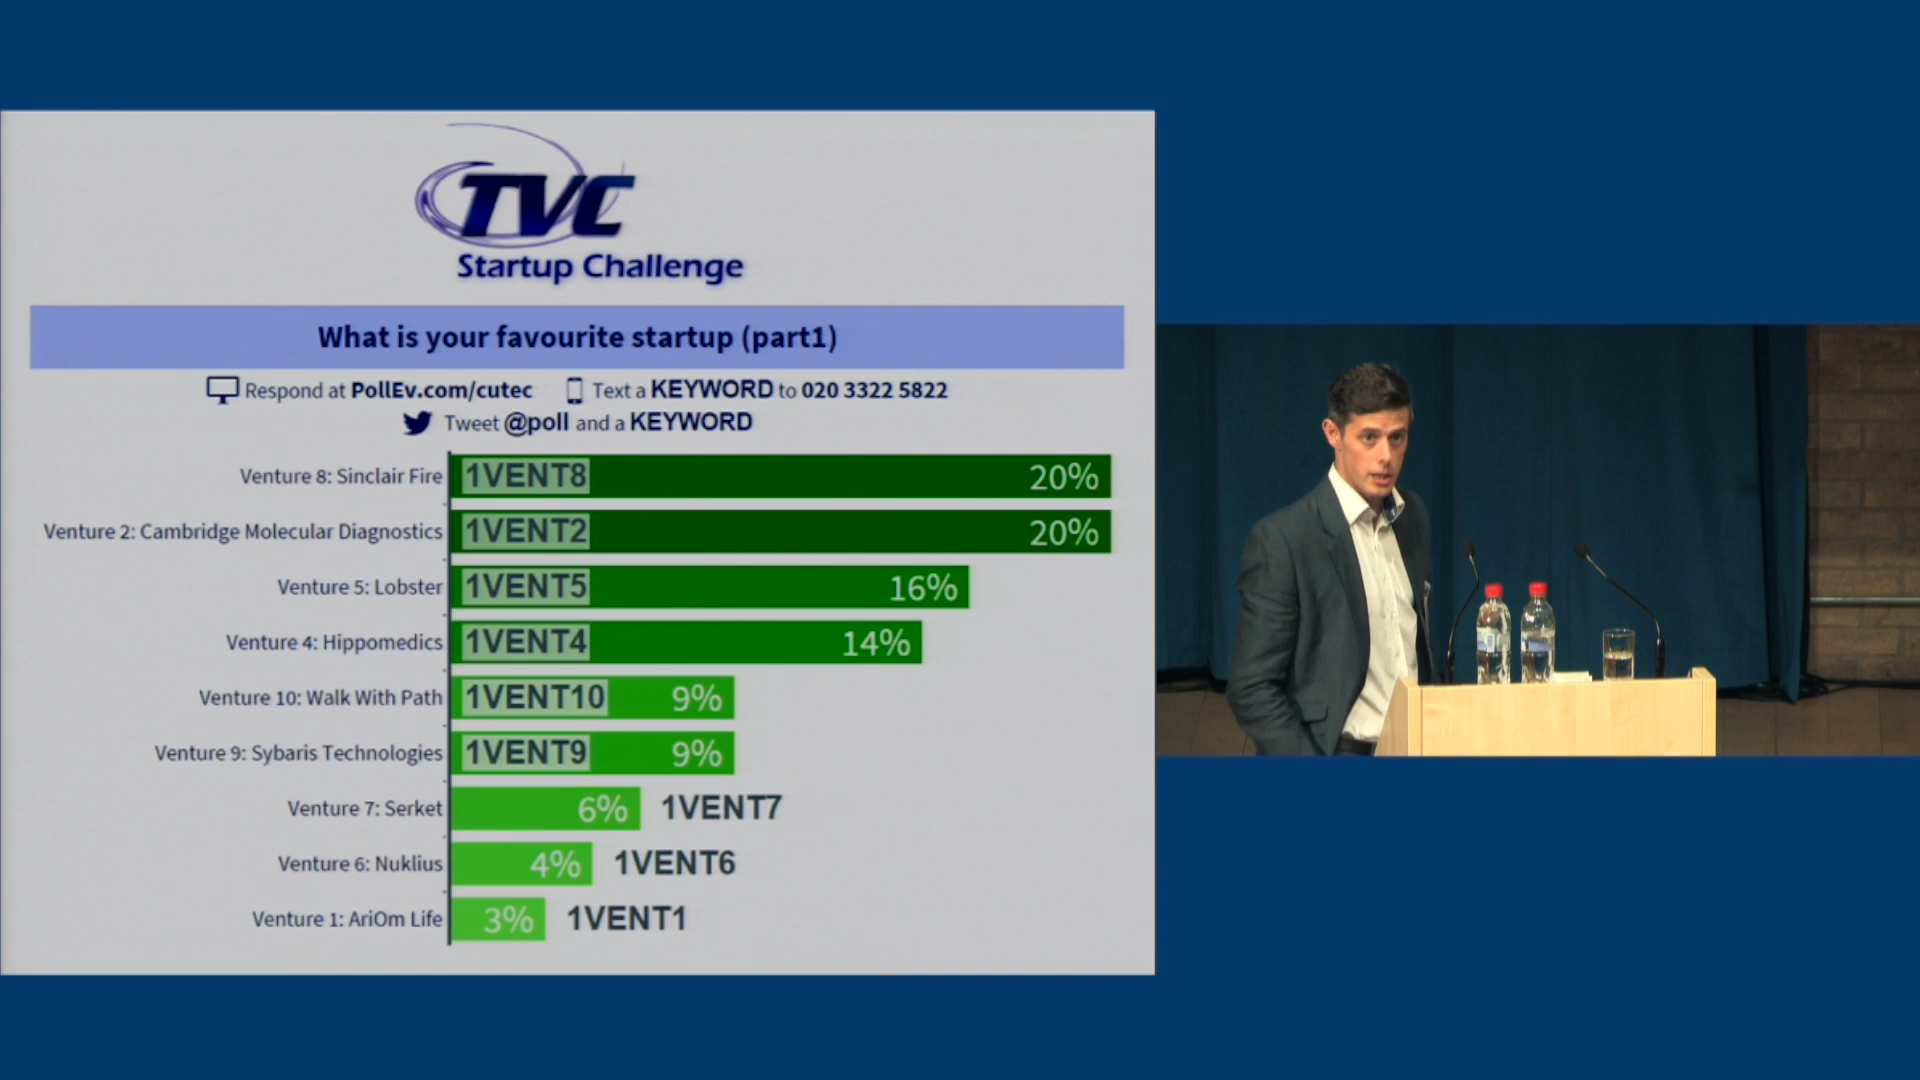 TVC
Startup Challenge
What is your favourite startup (part1)
Respond at PollEv.com/cutec Text a KEYWORD to 020 3322 5822
Tweet @poll and a KEYWORD
Venture 8: Sinclair Fire 1VENT8 20%
Venture 2: Cambridge Molecular Diagnostics 1VENT2 20%
Venture 5: Lobster 1VENT5 16%
Venture 4: Hippomedics 1VENT4 14%
Venture 10: Walk With Path 1VENT10 9%
Venture 9: Sybaris Technologies 1VENT9 9%
Venture 7: Serket 6% 1VENT7
Venture 6: Nuklius 4% 1VENT6
Venture 1: AriOm Life 3% 1VENT1